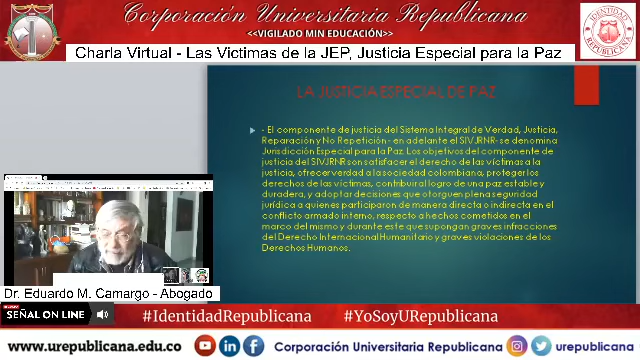 Corporación Universitaria Republicana
<<VIGILADO MIN EDUCACIÓN>>
IDENTIDAD
REPUBLICANA
Charla Virtual - Las Victimas de la JEP, Justicia Especial para la Paz
LA JUSTICIA ESPECIAL DE PAZ
- El componente de justicia del Sistema Integral de Verdad, Justicia,
Reparación y No Repetición- en adelante el SIVJRNR- se denomina
Jurisdicción Especial para la Paz. Los objetivos del componente de
justicia del SIVJRNR son satisfacer el derecho de las víctimas a la
justicia, ofrecer verdad a la sociedad colombiana, proteger los
derechos de las víctimas, contribuir al logro de una paz estable y
duradera, y adoptar decisiones que otorguen plena seguridad
jurídica a quienes participaron de manera directa o indirecta en el
conflicto armado interno, respecto a hechos cometidos en el
marco del mismo y durante este que supongan graves infracciones
del Derecho Internacional Humanitario y graves violaciones de los
Derechos Humanos.
Dr. Eduardo M. Camargo - Abogado
SEÑAL ON LINE
#IdentidadRepublicana #YoSoyURepublicana
www.urepublicana.edu.co Corporación Universitaria Republicana urepublicana